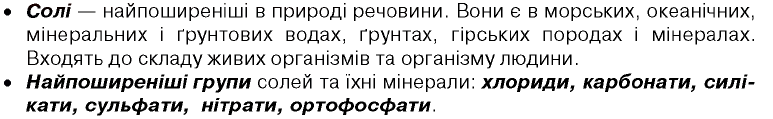 • Солі — найпоширеніші в природі речовини. Вони є в морських, океанічних,
мінеральних і ґрунтових водах, ґрунтах, гірських породах і мінералах.
Входять до складу живих організмів та організму людини.
• Найпоширеніші групи солей та їхні мінерали: хлориди, карбонати, силі-
кати, сульфати, нітрати, ортофосфати.